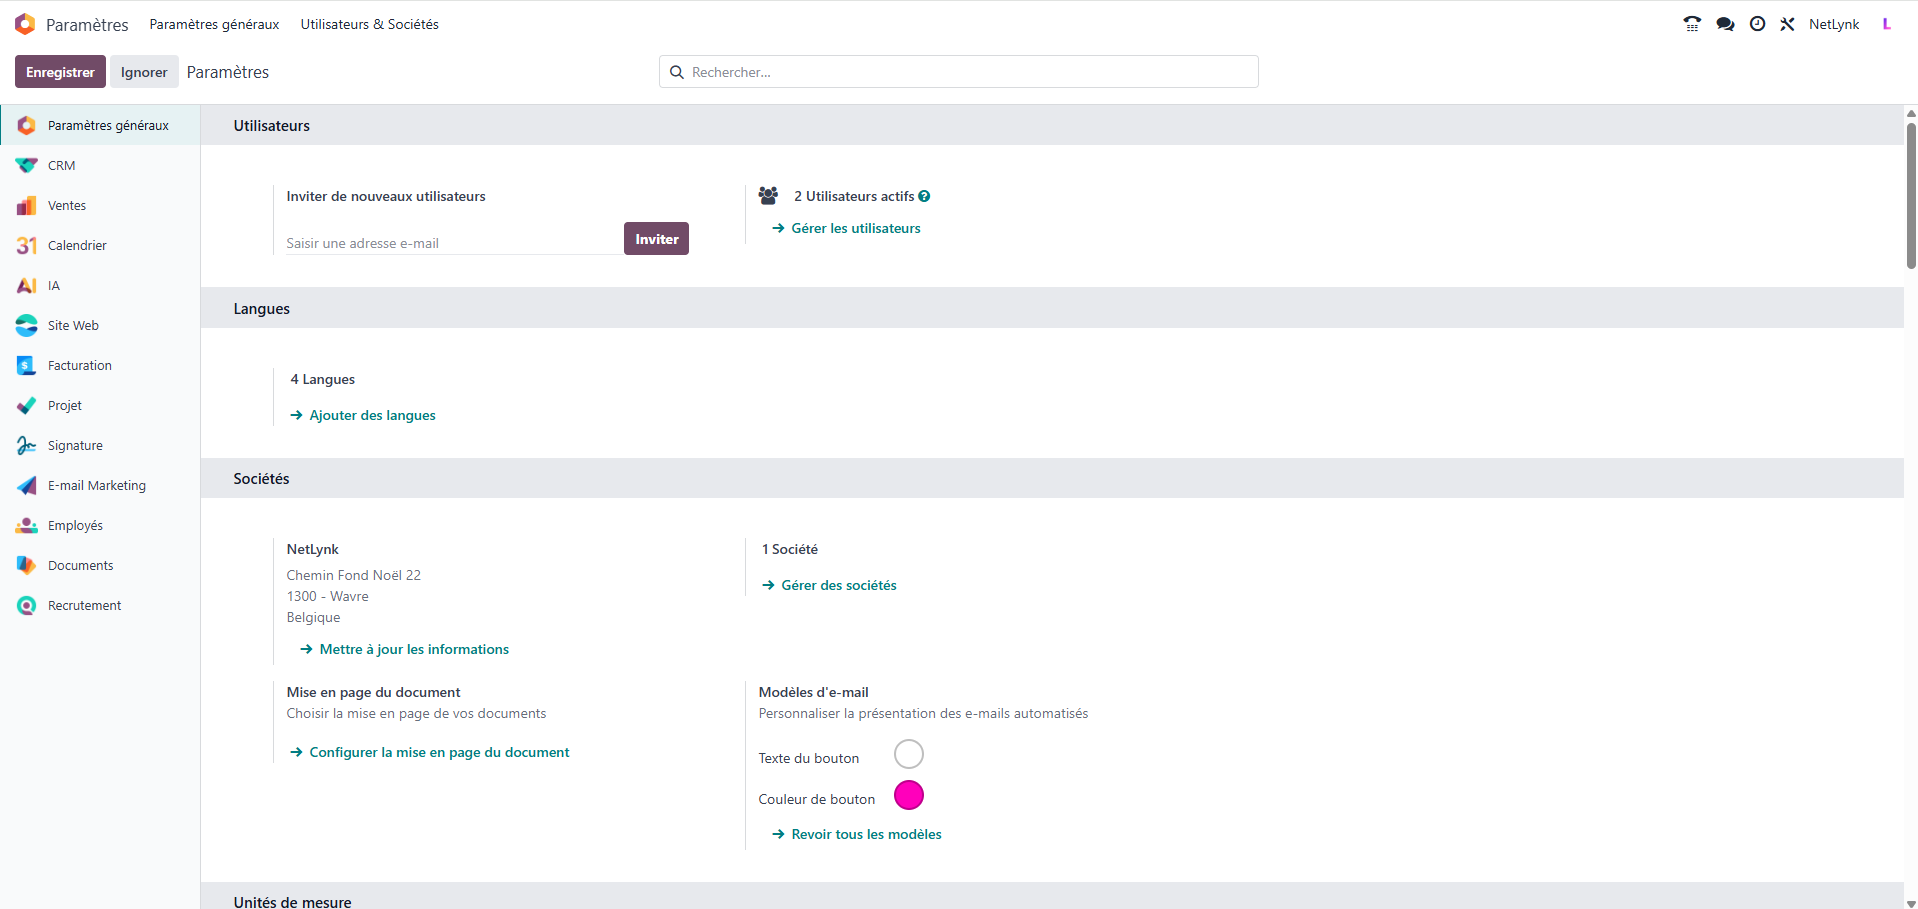 Paramètres Paramètres généraux Utilisateurs & Sociétés NetLynk L
Enregistrer Ignorer Paramètres Rechercher...
Paramètres généraux
CRM
Ventes
31 Calendrier
AI IA
Site Web
$ Facturation
Projet
Signature
E-mail Marketing
Employés
Documents
Recrutement
Utilisateurs
Inviter de nouveaux utilisateurs
Saisir une adresse e-mail Inviter
2 Utilisateurs actifs ?
Gérer les utilisateurs
Langues
4 Langues
Ajouter des langues
Sociétés
NetLynk
Chemin Fond Noël 22
1300 - Wavre
Belgique
Mettre à jour les informations
1 Société
Gérer des sociétés
Mise en page du document
Choisir la mise en page de vos documents
Configurer la mise en page du document
Modèles d'e-mail
Personnaliser la présentation des e-mails automatisés
Texte du bouton
Couleur de bouton
Revoir tous les modèles
Unités de mesure